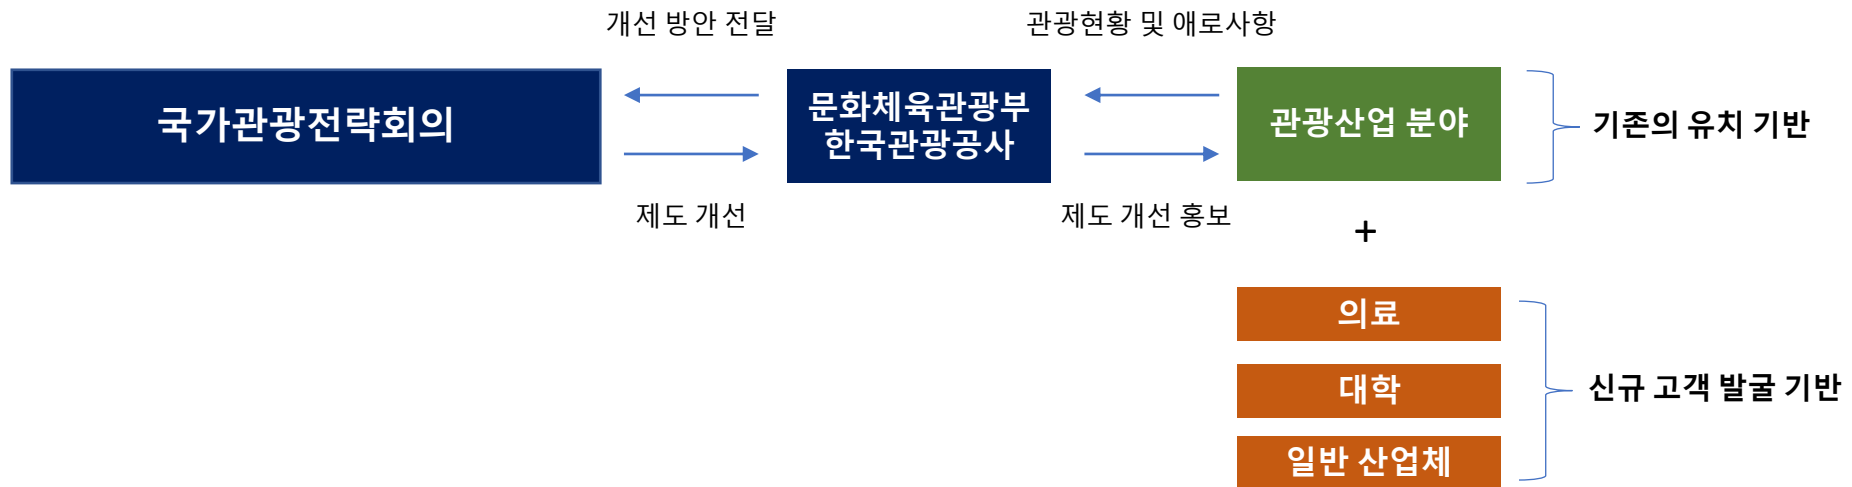 개선 방안 전달
관광현황 및 애로사항
국가관광전략회의
문화체육관광부
한국관광공사
관광산업 분야
기존의 유치 기반
제도 개선
제도 개선 홍보
+
의료
대학
일반 산업체
신규 고객 발굴 기반